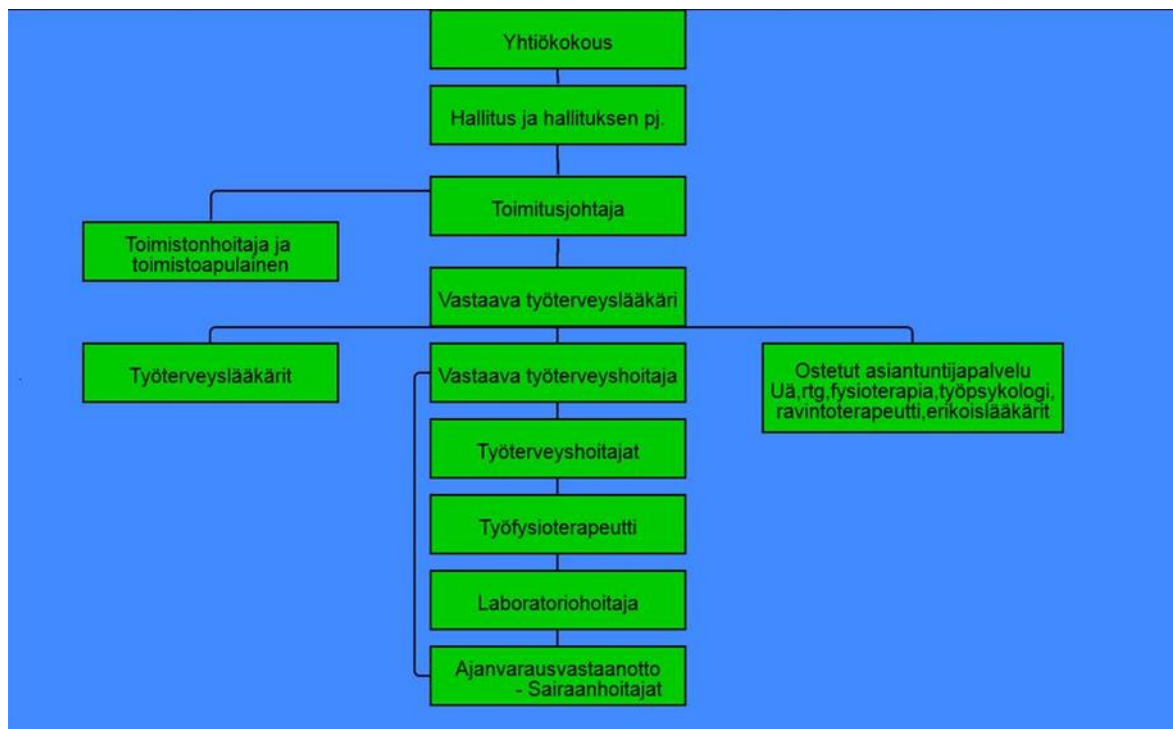 Yhtiökokous
Hallitus ja hallituksen pj.
Toimitusjohtaja
Toimistonhoitaja ja
toimistoapulainen
Vastaava työterveyslääkäri
Työterveyslääkärit
Vastaava työterveyshoitaja
Ostetut asiantuntijapalvelu
Uä,rtg,fysioterapia,työpsykologi,
ravintoterapeutti,erikoislääkärit
Työterveyshoitajat
Työfysioterapeutti
Laboratoriohoitaja
Ajanvarausvastaanotto
- Sairaanhoitajat